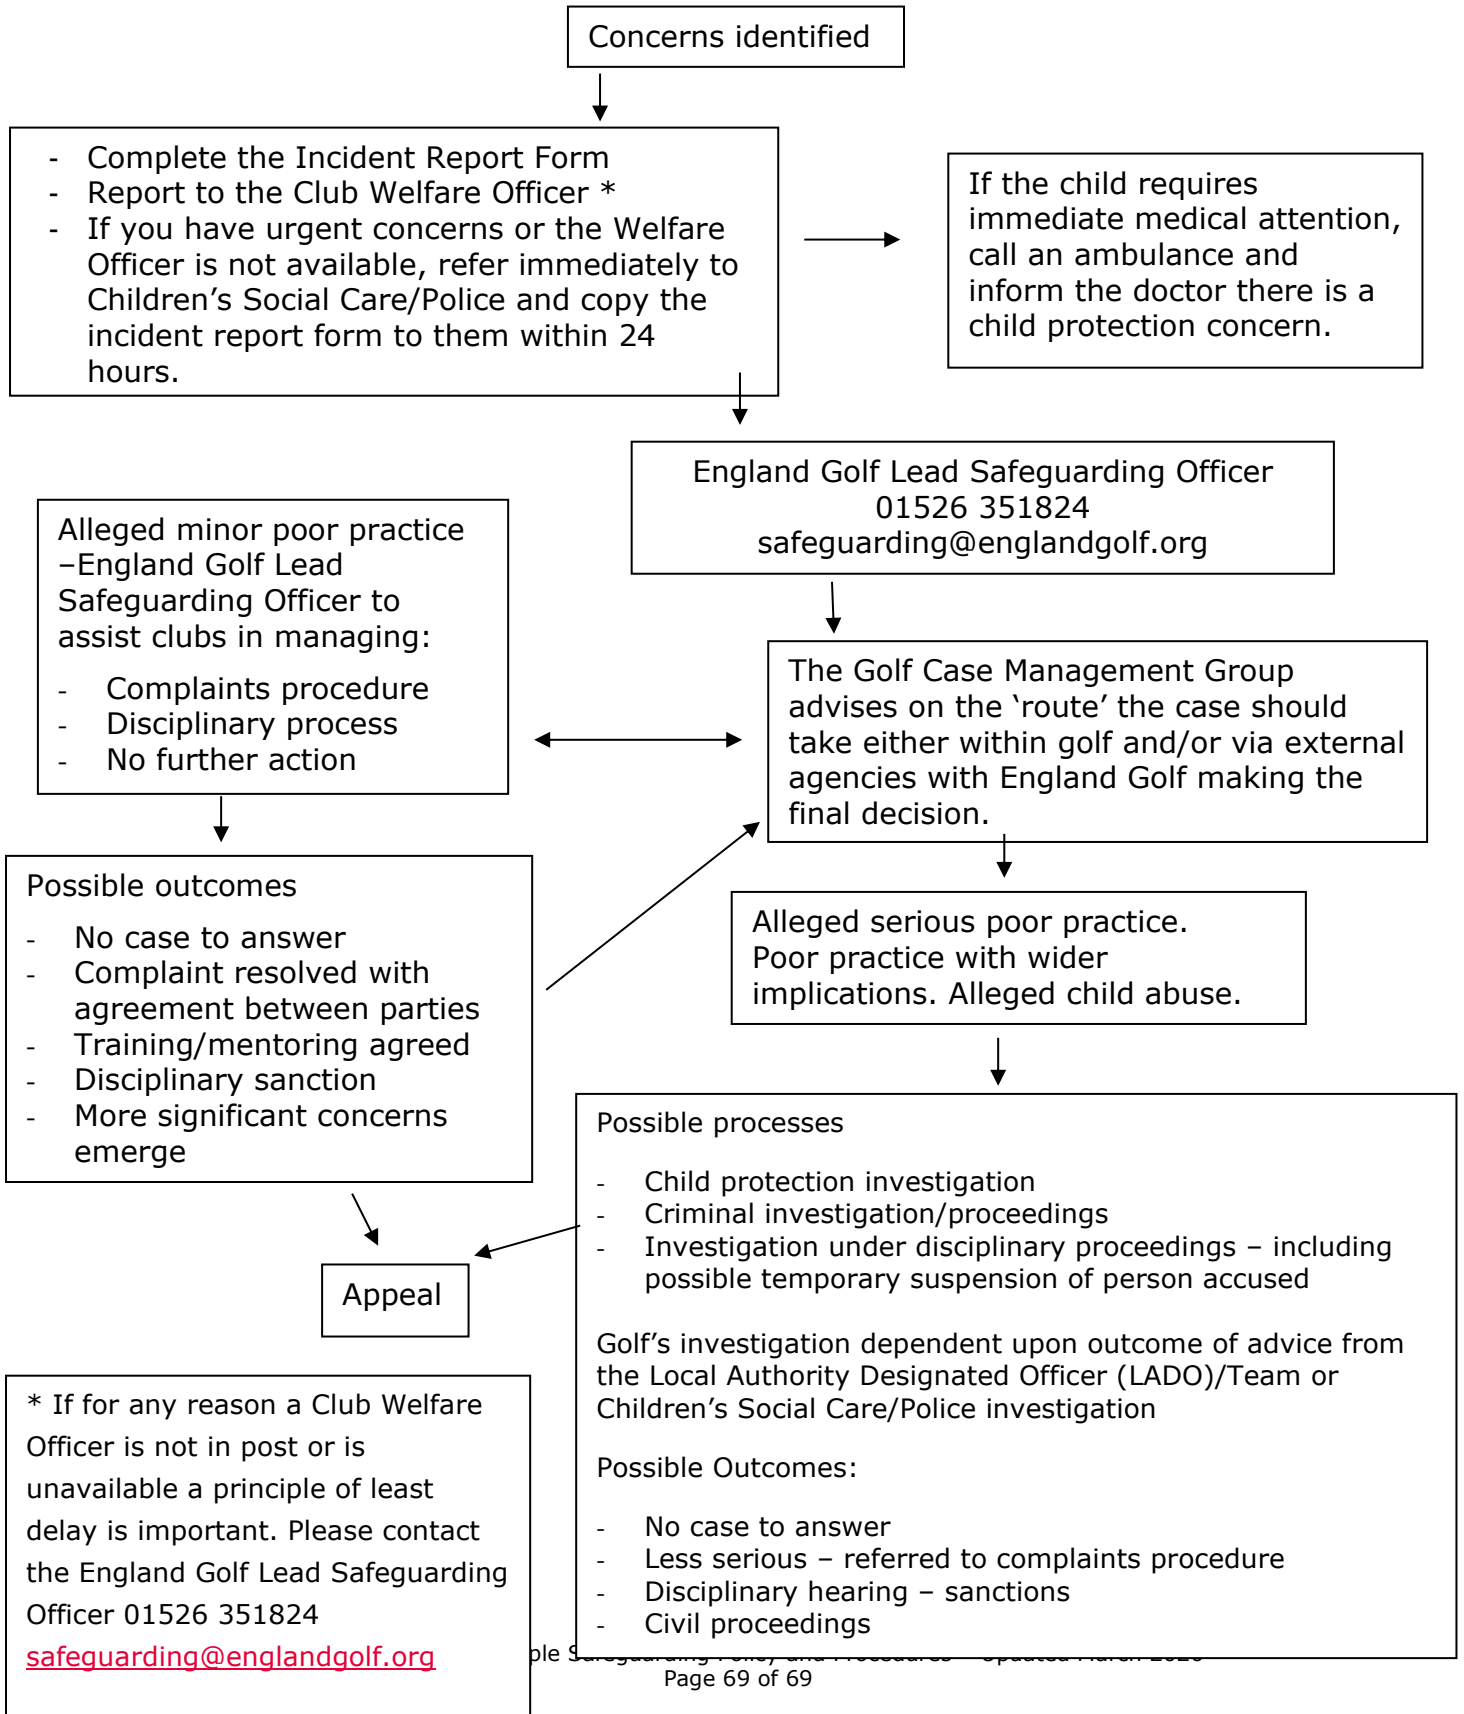 Concerns identified
- Complete the Incident Report Form
- Report to the Club Welfare Officer *
- If you have urgent concerns or the Welfare
Officer is not available, refer immediately to
Children’s Social Care/Police and copy the
incident report form to them within 24
hours.
If the child requires
immediate medical attention,
call an ambulance and
inform the doctor there is a
child protection concern.
England Golf Lead Safeguarding Officer
01526 351824
safeguarding@englandgolf.org
Alleged minor poor practice
–England Golf Lead
Safeguarding Officer to
assist clubs in managing:
- Complaints procedure
- Disciplinary process
- No further action
The Golf Case Management Group
advises on the ‘route’ the case should
take either within golf and/or via external
agencies with England Golf making the
final decision.
Possible outcomes
- No case to answer
- Complaint resolved with
agreement between parties
- Training/mentoring agreed
- Disciplinary sanction
- More significant concerns
emerge
Alleged serious poor practice.
Poor practice with wider
implications. Alleged child abuse.
Possible processes
- Child protection investigation
- Criminal investigation/proceedings
- Investigation under disciplinary proceedings – including
possible temporary suspension of person accused
Golf’s investigation dependent upon outcome of advice from
the Local Authority Designated Officer (LADO)/Team or
Children’s Social Care/Police investigation
Possible Outcomes:
- No case to answer
- Less serious – referred to complaints procedure
- Disciplinary hearing – sanctions
- Civil proceedings
Appeal
* If for any reason a Club Welfare
Officer is not in post or is
unavailable a principle of least
delay is important. Please contact
the England Golf Lead Safeguarding
Officer 01526 351824
safeguarding@englandgolf.org
Page 69 of 69